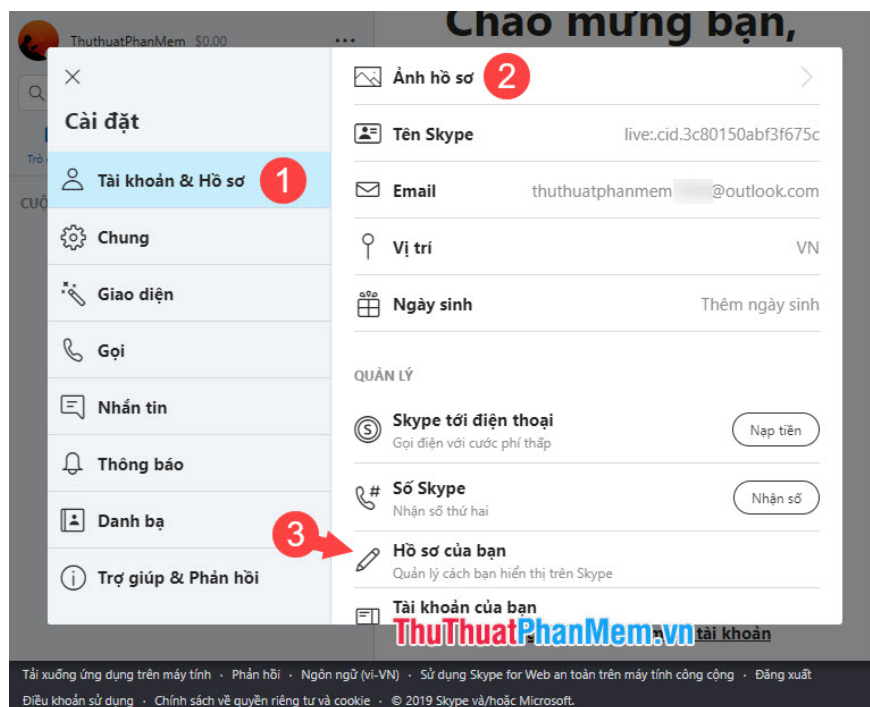 ThuthuatPhanMem $0.00
Chào mừng bạn,
Cài đặt
Trò
CUỘ
Tài khoản & Hồ sơ 1
Chung
Giao diện
Gọi
Nhắn tin
Thông báo
Danh bạ
Trợ giúp & Phản hồi
Ảnh hồ sơ 2
Tên Skype live:.cid.3c80150abf3f675c
Email thuthuatphanmem @outlook.com
Vị trí VN
Ngày sinh Thêm ngày sinh
QUẢN LÝ
Skype tới điện thoại
Gọi điện với cước phí thấp
Nạp tiền
Số Skype
Nhận số thứ hai
Nhận số
3
Hồ sơ của bạn
Quản lý cách bạn hiển thị trên Skype
Tài khoản của bạn
ThuThuatPhanMem.vn
tài khoản
Tải xuống ứng dụng trên máy tính · Phản hồi · Ngôn ngữ (vi-VN) · Sử dụng Skype for Web an toàn trên máy tính công cộng · Đăng xuất
Điều khoản sử dụng · Chính sách về quyền riêng tư và cookie · © 2019 Skype và/hoặc Microsoft.